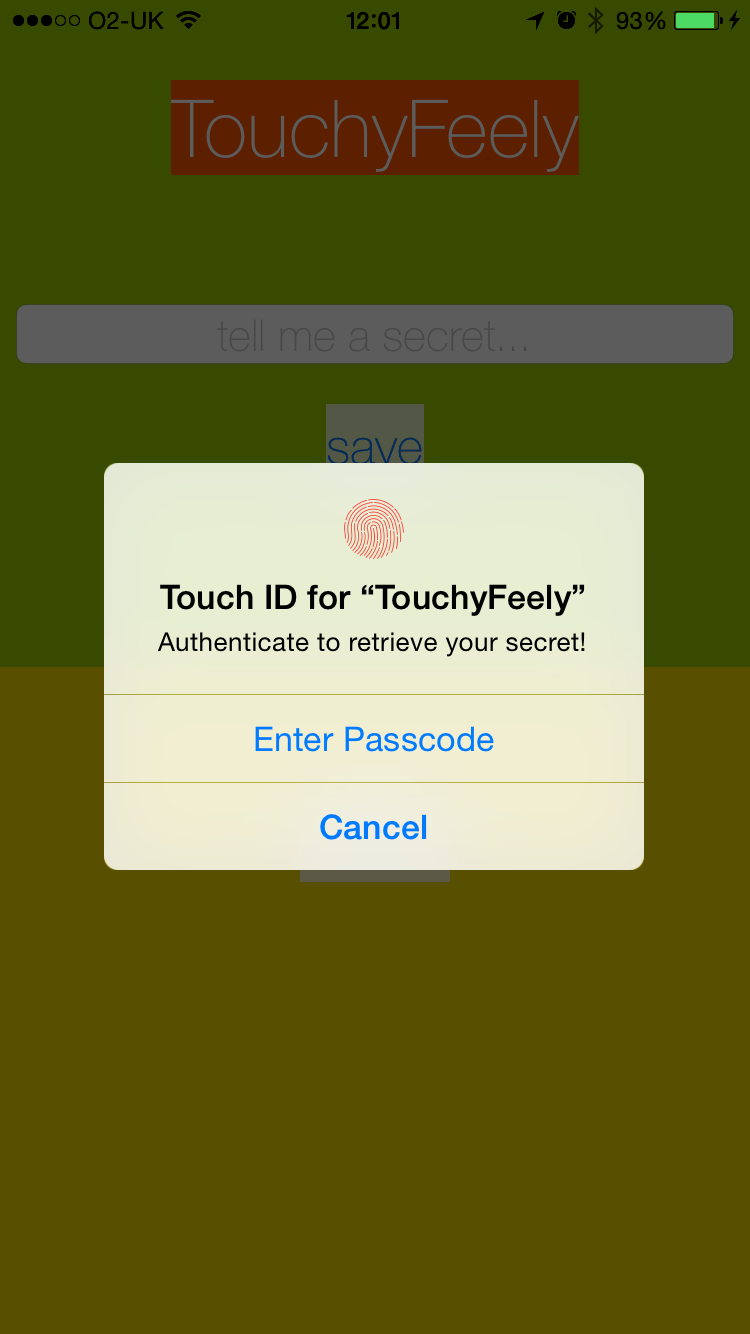 O2-UK 12:01 93%
TouchyFeely
tell me a secret...
save
Touch ID for “TouchyFeely”
Authenticate to retrieve your secret!
Enter Passcode
Cancel